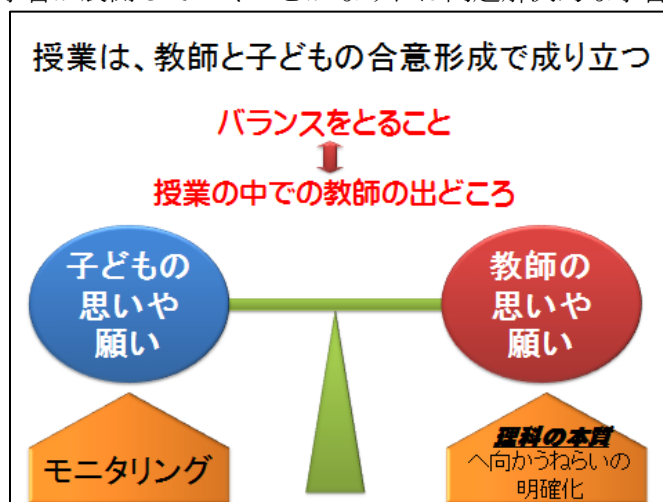 授業は、教師と子どもの合意形成で成り立つ
バランスをとること
授業の中での教師の出どころ
子どもの
思いや
願い
教師の
思いや
願い
モニタリング
理科の本質
へ向かうねらいの
明確化